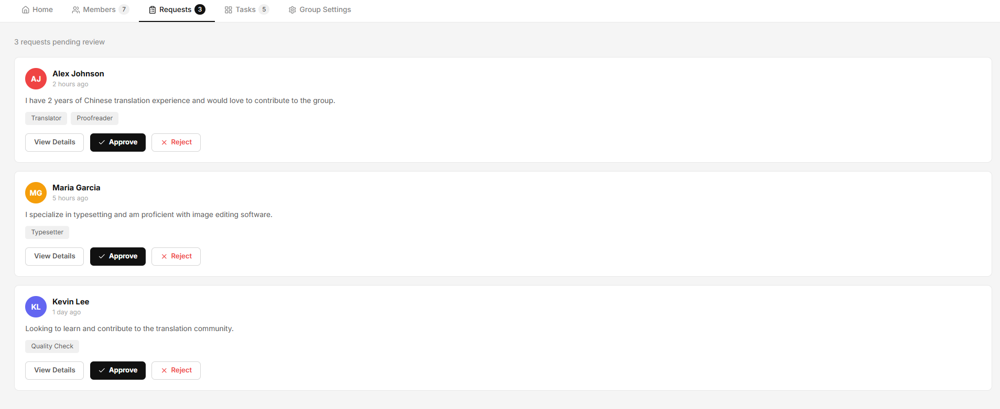 Home Members 7 Requests 3 Tasks 5 Group Settings
3 requests pending review
AJ Alex Johnson
2 hours ago
I have 2 years of Chinese translation experience and would love to contribute to the group.
Translator Proofreader
View Details Approve Reject
MG Maria Garcia
5 hours ago
I specialize in typesetting and am proficient with image editing software.
Typesetter
View Details Approve Reject
KL Kevin Lee
1 day ago
Looking to learn and contribute to the translation community.
Quality Check
View Details Approve Reject